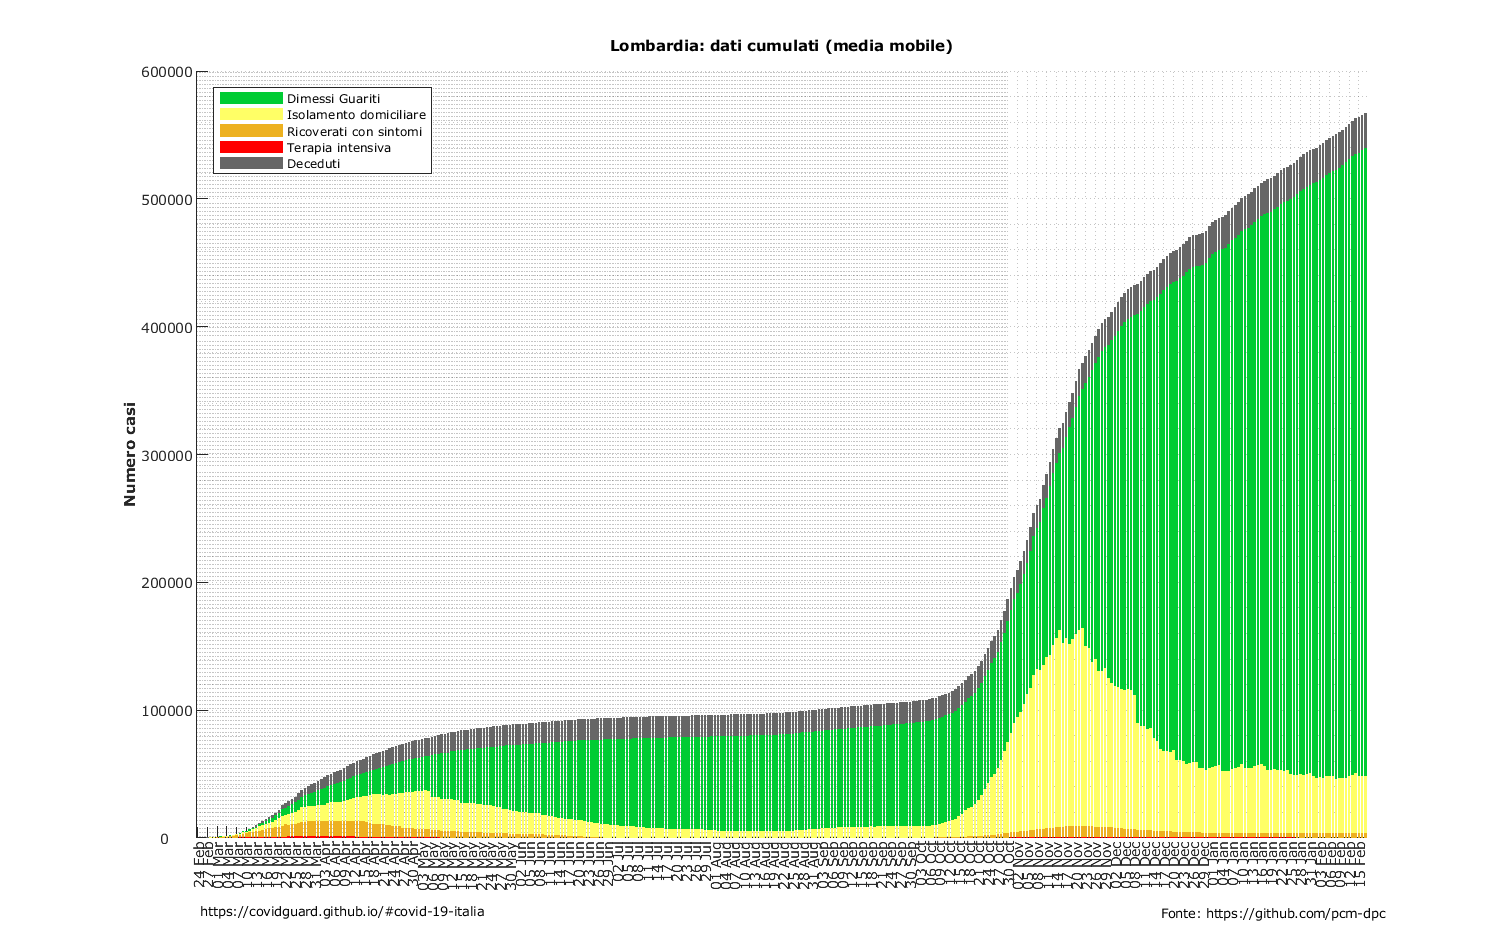 Lombardia: dati cumulati (media mobile)
600000
500000
400000
300000
200000
100000
0
Numero casi
Dimessi Guariti
Isolamento domiciliare
Ricoverati con sintomi
Terapia intensiva
Deceduti
24 Feb
27 Feb
01 Mar
04 Mar
07 Mar
10 Mar
13 Mar
16 Mar
19 Mar
22 Mar
25 Mar
28 Mar
31 Mar
03 Apr
06 Apr
09 Apr
12 Apr
15 Apr
18 Apr
21 Apr
24 Apr
27 Apr
30 Apr
03 May
06 May
09 May
12 May
15 May
18 May
21 May
24 May
27 May
30 May
02 Jun
05 Jun
08 Jun
11 Jun
14 Jun
17 Jun
20 Jun
23 Jun
26 Jun
29 Jun
02 Jul
05 Jul
08 Jul
11 Jul
14 Jul
17 Jul
20 Jul
23 Jul
26 Jul
29 Jul
01 Aug
04 Aug
07 Aug
10 Aug
13 Aug
16 Aug
19 Aug
22 Aug
25 Aug
28 Aug
31 Aug
03 Sep
06 Sep
09 Sep
12 Sep
15 Sep
18 Sep
21 Sep
24 Sep
27 Sep
30 Sep
03 Oct
06 Oct
09 Oct
12 Oct
15 Oct
18 Oct
21 Oct
24 Oct
27 Oct
30 Oct
02 Nov
05 Nov
08 Nov
11 Nov
14 Nov
17 Nov
20 Nov
23 Nov
26 Nov
29 Nov
02 Dec
05 Dec
08 Dec
11 Dec
14 Dec
17 Dec
20 Dec
23 Dec
26 Dec
29 Dec
01 Jan
04 Jan
07 Jan
10 Jan
13 Jan
16 Jan
19 Jan
22 Jan
25 Jan
28 Jan
31 Jan
03 Feb
06 Feb
09 Feb
12 Feb
15 Feb
https://covidguard.github.io/#covid-19-italia
Fonte: https://github.com/pcm-dpc